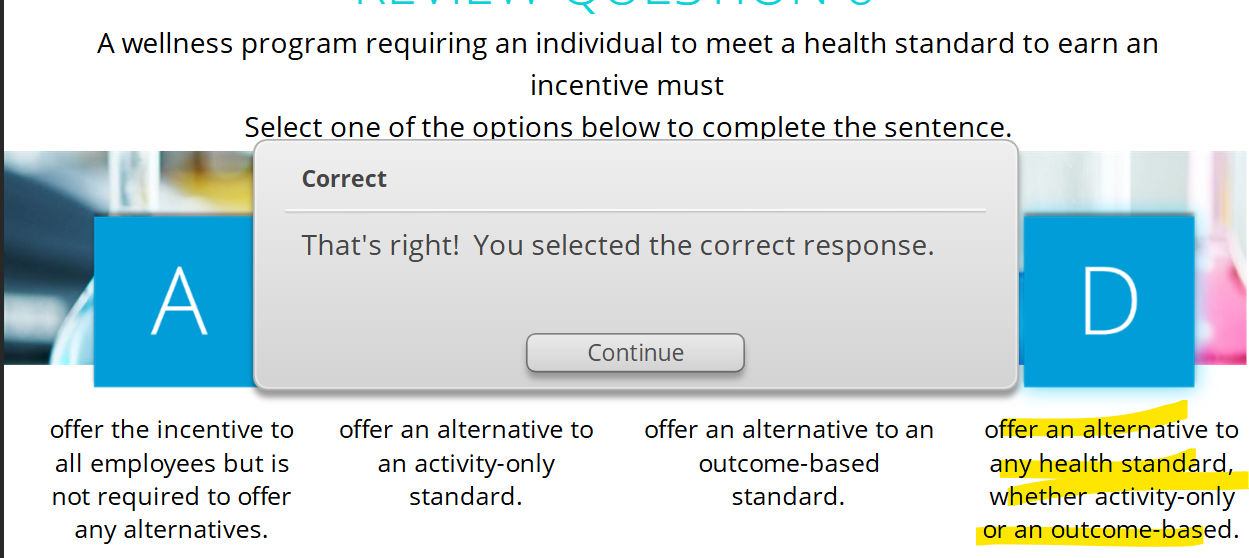 REVIEW QUESTION
A wellness program requiring an individual to meet a health standard to earn an
incentive must
Select one of the options below to complete the sentence.
Correct
That's right! You selected the correct response.
Continue
A
D
offer the incentive to
all employees but is
not required to offer
any alternatives.
offer an alternative to
an activity-only
standard.
offer an alternative to an
outcome-based
standard.
offer an alternative to
any health standard,
whether activity-only
or an outcome-based.